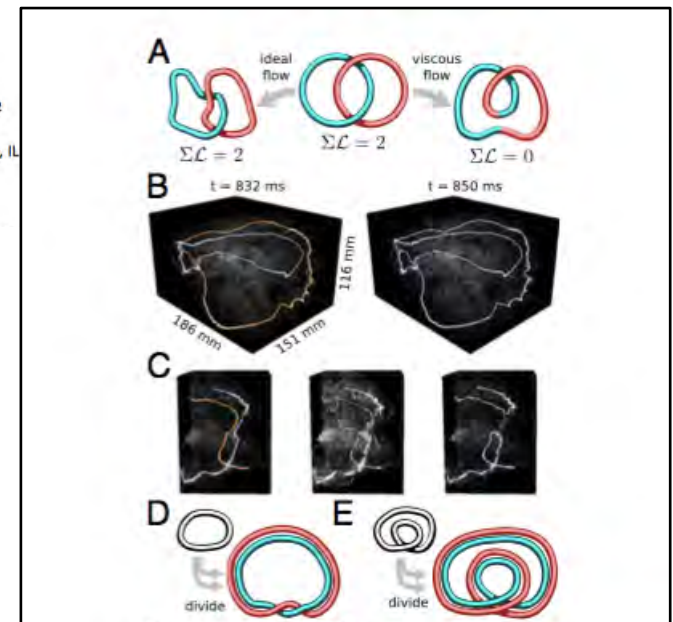 A
ideal
flow
viscous
flow
ΣL = 2
ΣL = 2
ΣL = 0
, IL
B
t = 832 ms
t = 850 ms
116 mm
186 mm
151 mm
C
D
E
divide
divide